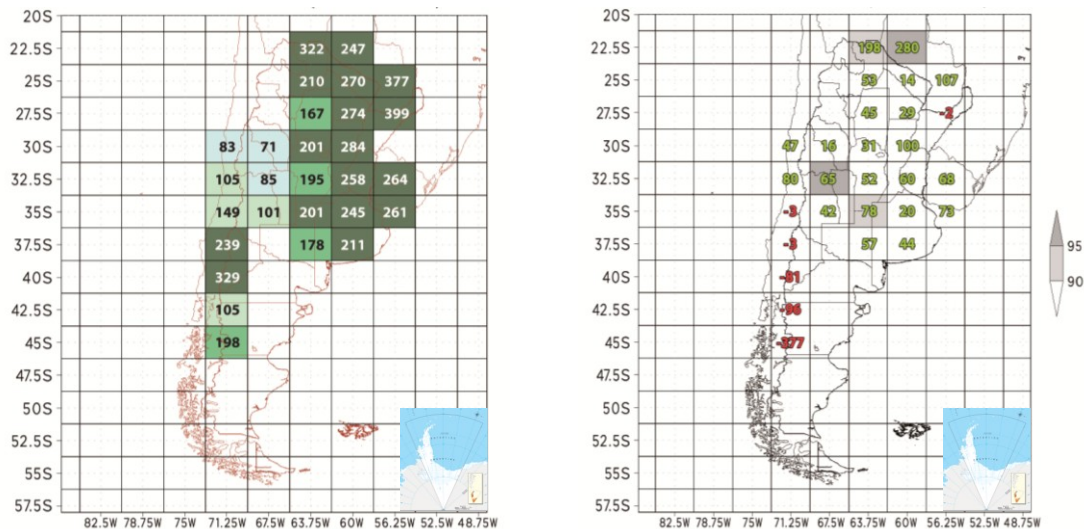 20S
22.5S 322 247
25S 210 270 377
27.5S 167 274 399
30S 83 71 201 284
32.5S 105 85 195 258 264
35S 149 101 201 245 261
37.5S 239 178 211
40S 329
42.5S 105
45S 198
47.5S
50S
52.5S
55S
57.5S
82.5W 78.75W 75W 71.25W 67.5W 63.75W 60W 56.25W 52.5W 48.75W
20S
22.5S 198 280
25S 53 14 107
27.5S 45 29 -2
30S 47 16 31 100
32.5S 80 65 52 60 68
35S -3 42 78 20 73
37.5S -3 57 44
40S -81
42.5S -96
45S -277
47.5S
50S
52.5S
55S
57.5S
82.5W 78.75W 75W 71.25W 67.5W 63.75W 60W 56.25W 52.5W 48.75W
95
90